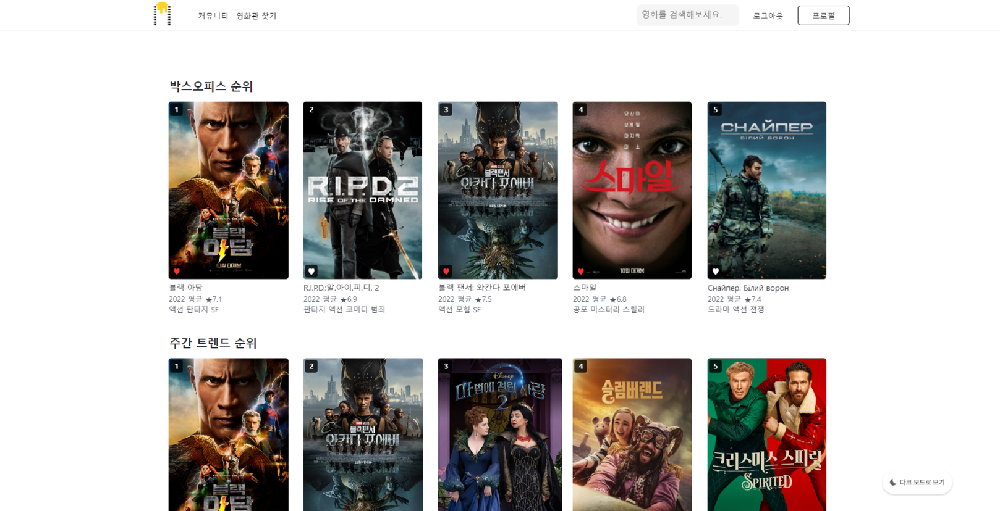 커뮤니티 영화관 찾기 영화를 검색해보세요. 로그아웃 프로필
박스오피스 순위
1
블랙
아담
10월 대개봉
2
R.I.P.D.2
RISE OF THE DAMNED
3
블랙팬서
와칸다 포에버
11월 대개봉
4
당신이
보게 될
마지막
미소
스마일
10월 대개봉
5
СНАЙПЕР
БІЛИЙ ВОРОН
블랙 아담
2022 평균 ★7.1
액션 판타지 SF
R.I.P.D.:알.아이.피.디. 2
2022 평균 ★6.9
판타지 액션 코미디 범죄
블랙 팬서: 와칸다 포에버
2022 평균 ★7.5
액션 모험 SF
스마일
2022 평균 ★6.8
공포 미스터리 스릴러
Снайпер. Білий ворон
2022 평균 ★7.4
드라마 액션 전쟁
주간 트렌드 순위
1
블랙
아담
2
블랙팬서
와칸다 포에버
11월 대개봉
3
Disney
마법에 걸린 사랑
2
4
슬럼버랜드
5
크리스마스 스피릿
SPIRITED
다크 모드로 보기